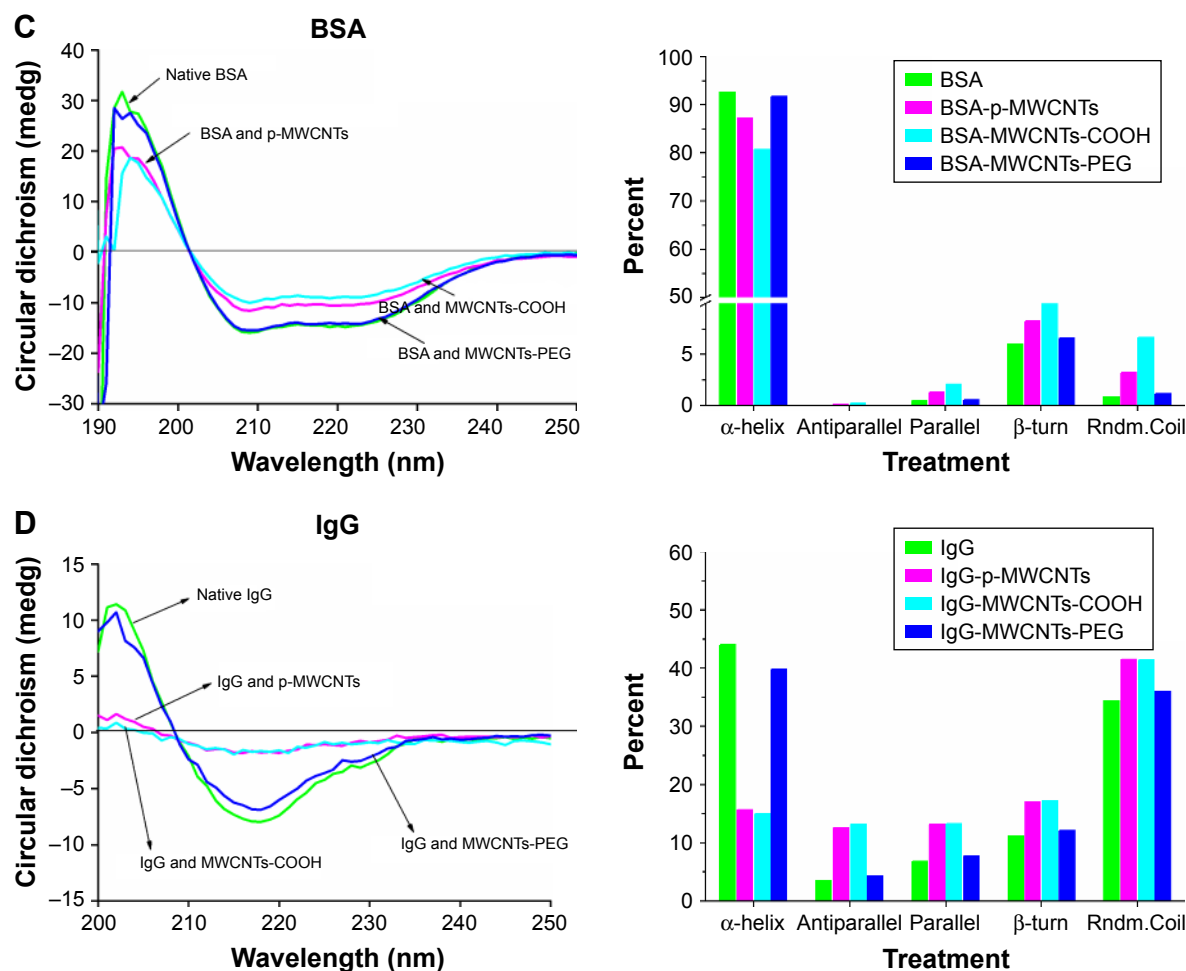 C
BSA
Circular dichroism (medg)
40
30
20
10
0
–10
–20
–30
Native BSA
BSA and p-MWCNTs
BSA and MWCNTs-COOH
BSA and MWCNTs-PEG
190 200 210 220 230 240 250
Wavelength (nm)
Percent
100
90
80
70
60
50
5
0
BSA
BSA-p-MWCNTs
BSA-MWCNTs-COOH
BSA-MWCNTs-PEG
α-helix Antiparallel Parallel β-turn Rndm.Coil
Treatment
D
IgG
Circular dichroism (medg)
15
10
5
0
–5
–10
–15
Native IgG
IgG and p-MWCNTs
IgG and MWCNTs-COOH
IgG and MWCNTs-PEG
200 210 220 230 240 250
Wavelength (nm)
Percent
60
50
40
30
20
10
0
IgG
IgG-p-MWCNTs
IgG-MWCNTs-COOH
IgG-MWCNTs-PEG
α-helix Antiparallel Parallel β-turn Rndm.Coil
Treatment